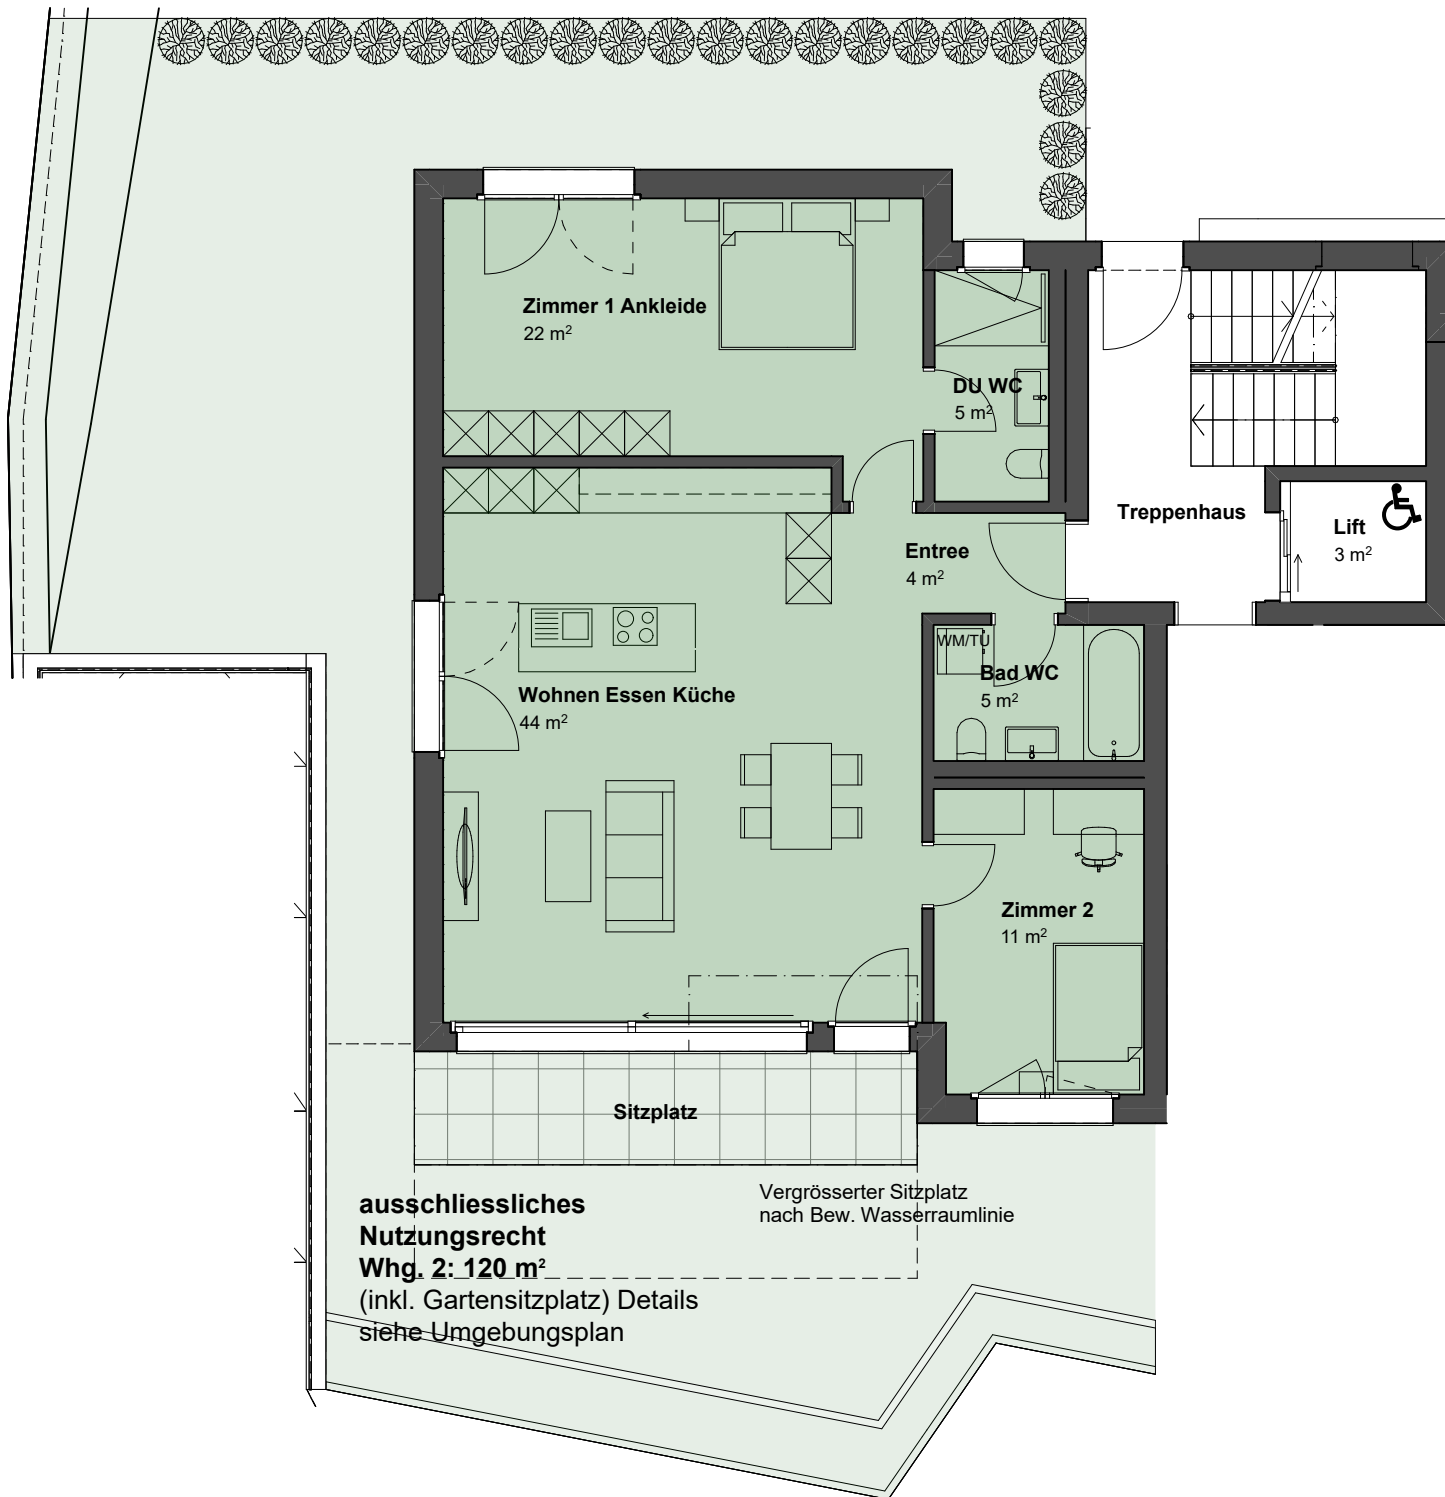 Zimmer 1 Ankleide
22 m²
DU WC
5 m²
Treppenhaus
Lift
3 m²
Entree
4 m²
WM/TU
Bad WC
5 m²
Wohnen Essen Küche
44 m²
Zimmer 2
11 m²
Sitzplatz
Vergrösserter Sitzplatz
nach Bew. Wasserraumlinie
ausschliessliches
Nutzungsrecht
Whg. 2: 120 m²
(inkl. Gartensitzplatz) Details
siehe Umgebungsplan